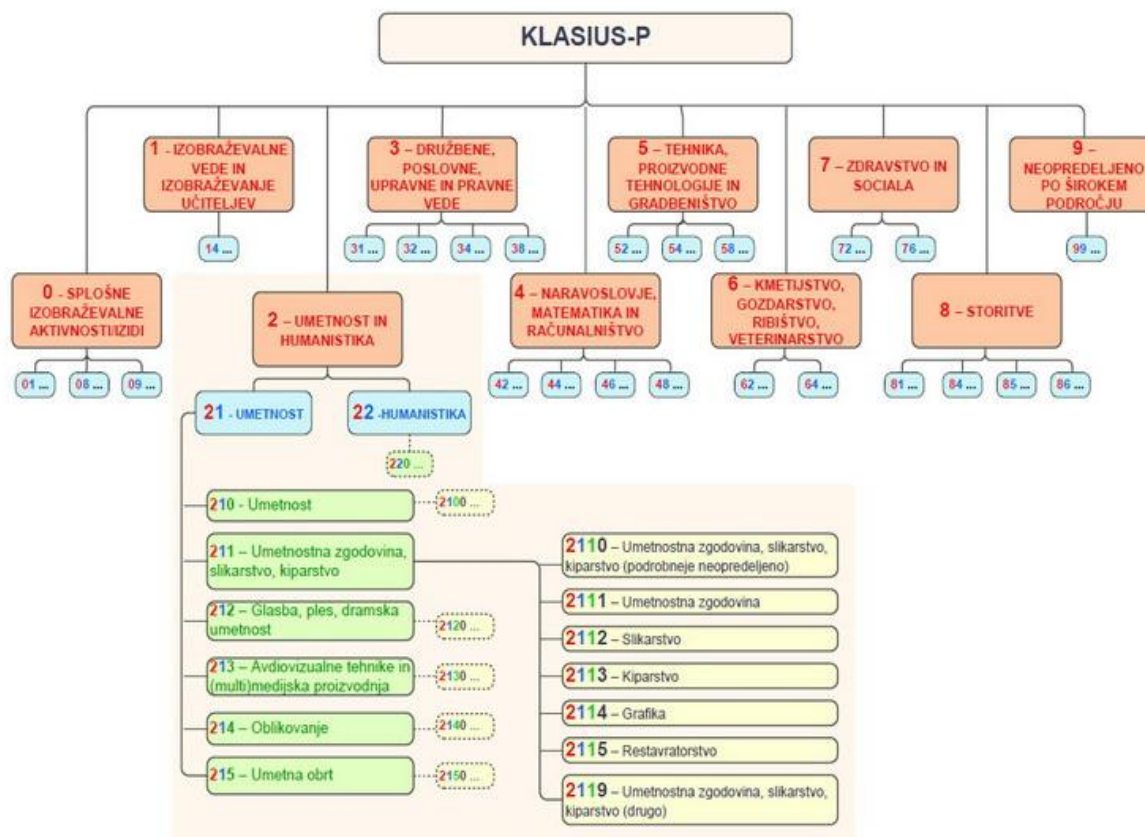 KLASIUS-P
1 - IZOBRAŽEVALNE
VEDE IN
IZOBRAŽEVANJE
UČITELJEV
3 – DRUŽBENE,
POSLOVNE,
UPRAVNE IN PRAVNE
VEDE
5 – TEHNIKA,
PROIZVODNE
TEHNOLOGIJE IN
GRADBENIŠTVO
7 – ZDRAVSTVO IN
SOCIALA
9 –
NEOPREDELJENO
PO ŠIROKEM
PODROČJU
14 ...
31 ...
32 ...
34 ...
38 ...
52 ...
54 ...
58 ...
72 ...
76 ...
99 ...
0 - SPLOŠNE
IZOBRAŽEVALNE
AKTIVNOSTI/IZIDI
2 – UMETNOST IN
HUMANISTIKA
4 – NARAVOSLOVJE,
MATEMATIKA IN
RAČUNALNIŠTVO
6 – KMETIJSTVO,
GOZDARSTVO,
RIBIŠTVO,
VETERINARSTVO
8 – STORITVE
01 ...
08 ...
09 ...
42 ...
44 ...
46 ...
48 ...
62 ...
64 ...
81 ...
84 ...
85 ...
86 ...
21 - UMETNOST
22 -HUMANISTIKA
220 ...
210 - Umetnost
2100 ...
211 – Umetnostna zgodovina,
slikarstvo, kiparstvo
212 – Glasba, ples, dramska
umetnost
2120 ...
213 – Avdiovizualne tehnike in
(multi)medijska proizvodnja
2130 ...
214 – Oblikovanje
2140 ...
215 – Umetna obrt
2150 ...
2110 – Umetnostna zgodovina, slikarstvo,
kiparstvo (podrobneje neopredeljeno)
2111 – Umetnostna zgodovina
2112 – Slikarstvo
2113 – Kiparstvo
2114 – Grafika
2115 – Restavratorstvo
2119 – Umetnostna zgodovina, slikarstvo,
kiparstvo (drugo)